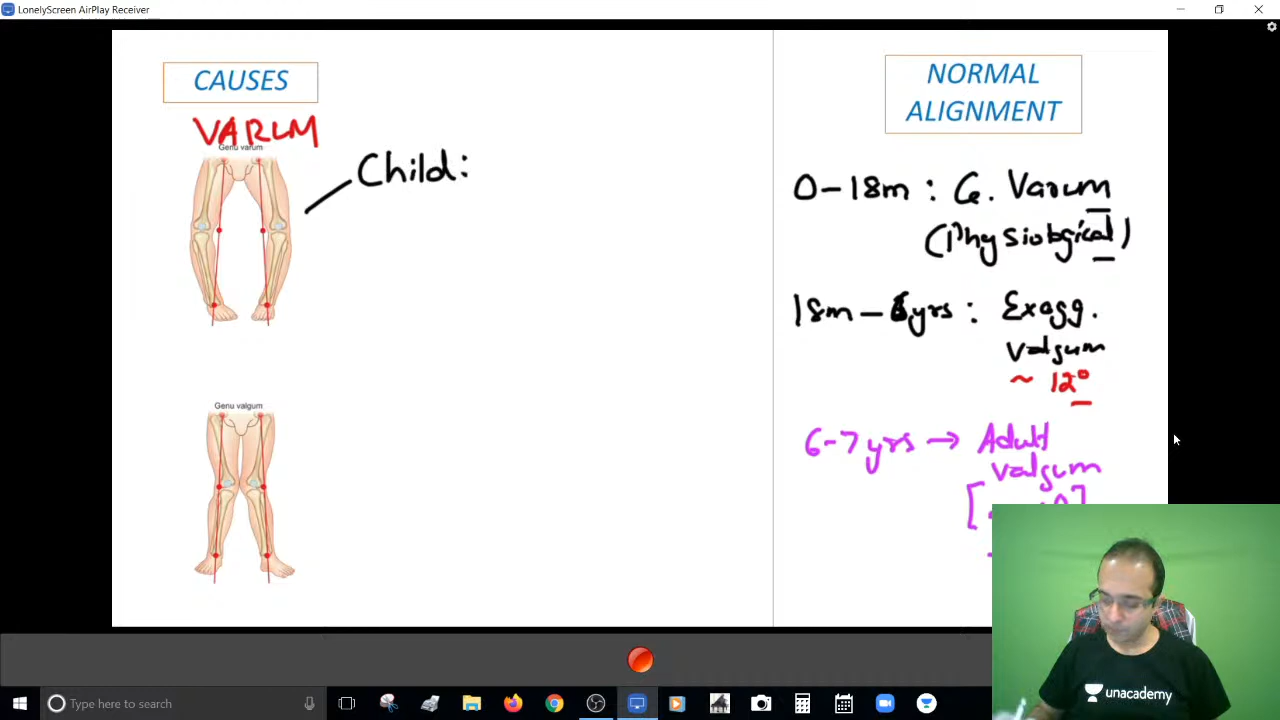 LonelyScreen AirPlay Receiver
CAUSES
VARUM
Genu varum
Child:
Genu valgum
NORMAL
ALIGNMENT
0-18m : G. Varum
(Physiological)
18m - 6yrs : Exagg.
valgum
~ 12°
6-7yrs → Adult
valgum
unacademy
Type here to search